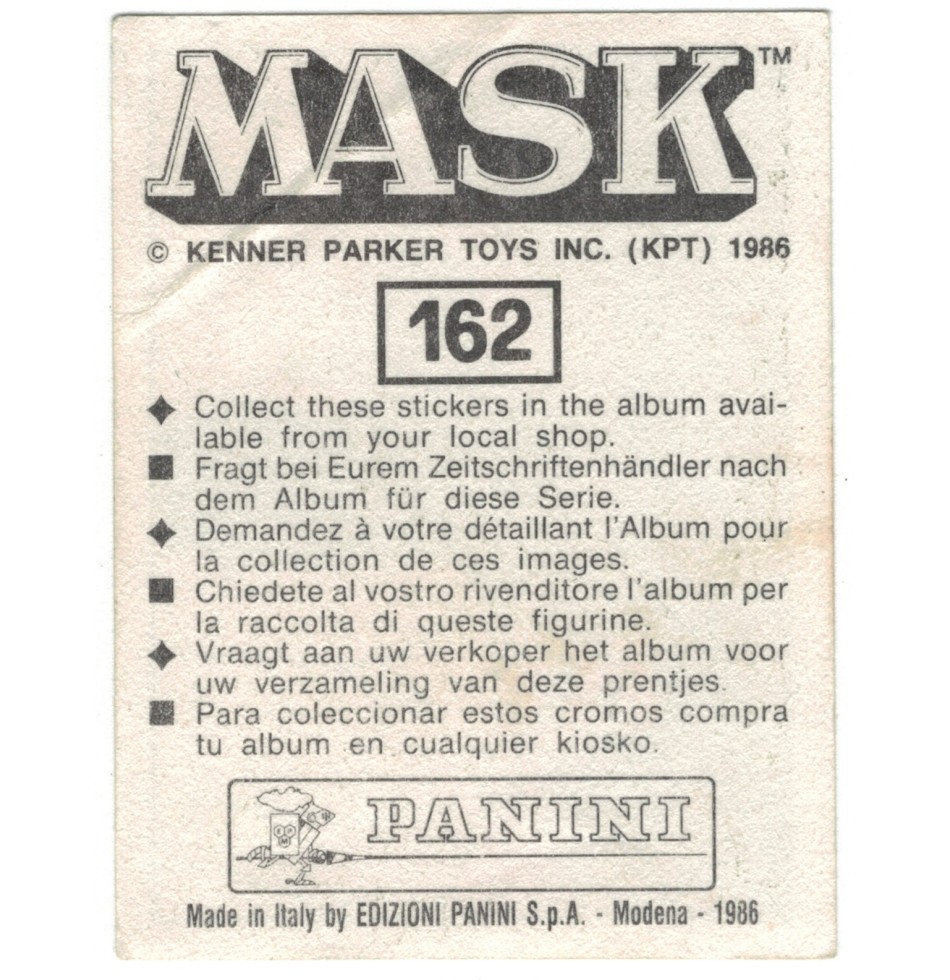 MASK™
© KENNER PARKER TOYS INC. (KPT) 1986
162
Collect these stickers in the album avai-
lable from your local shop.
Fragt bei Eurem Zeitschriftenhändler nach
dem Album für diese Serie.
Demandez à votre détaillant l'Album pour
la collection de ces images.
Chiedete al vostro rivenditore l'album per
la raccolta di queste figurine.
Vraagt aan uw verkoper het album voor
uw verzameling van deze prentjes.
Para coleccionar estos cromos compra
tu album en cualquier kiosko.
PANINI
Made in Italy by EDIZIONI PANINI S.p.A. - Modena - 1986